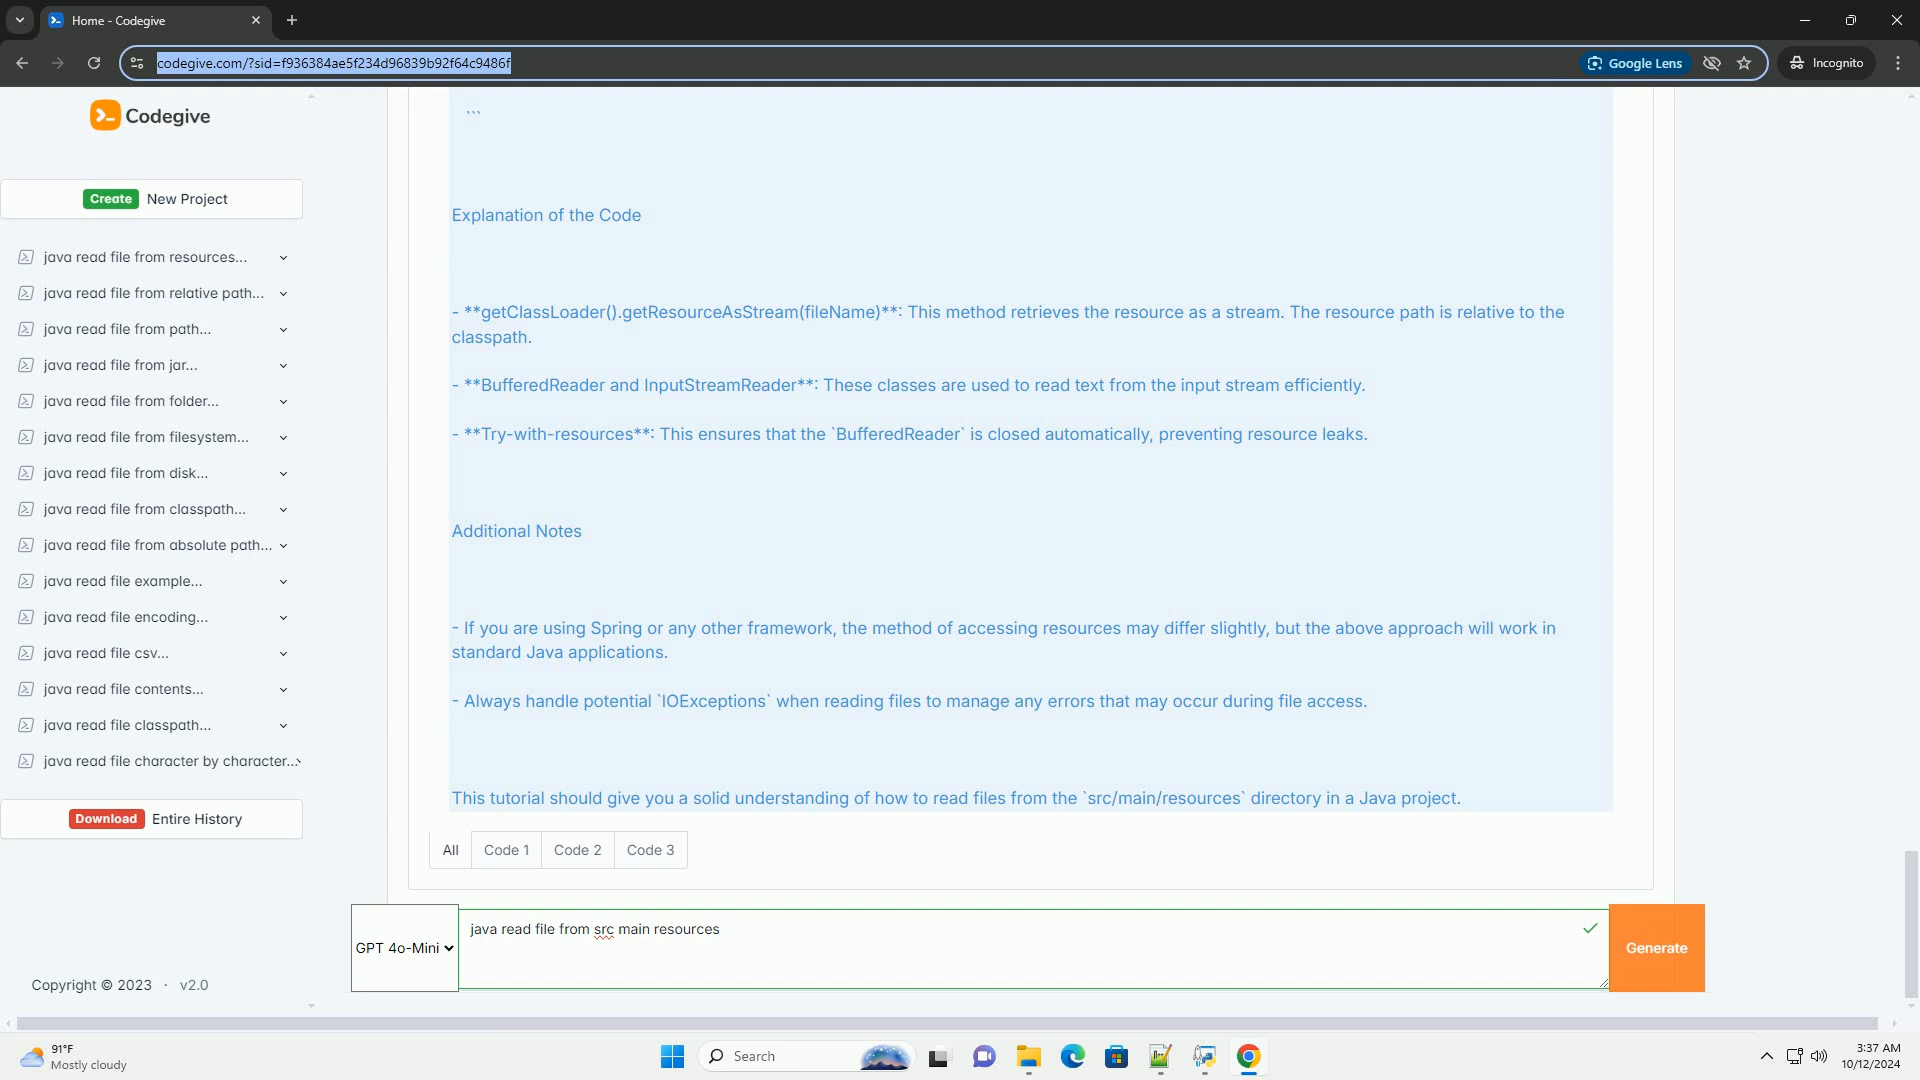 Home - Codegive
codegive.com/?sid=f936384ae5f234d96839b92f64c9486f
Google Lens
Incognito
Codegive
Create New Project
java read file from resources...
java read file from relative path...
java read file from path...
java read file from jar...
java read file from folder...
java read file from filesystem...
java read file from disk...
java read file from classpath...
java read file from absolute path...
java read file example...
java read file encoding...
java read file csv...
java read file contents...
java read file classpath...
java read file character by character...
Download Entire History
Copyright © 2023 · v2.0
```
Explanation of the Code
- **getClassLoader().getResourceAsStream(fileName)**: This method retrieves the resource as a stream. The resource path is relative to the
classpath.
- **BufferedReader and InputStreamReader**: These classes are used to read text from the input stream efficiently.
- **Try-with-resources**: This ensures that the `BufferedReader` is closed automatically, preventing resource leaks.
Additional Notes
- If you are using Spring or any other framework, the method of accessing resources may differ slightly, but the above approach will work in
standard Java applications.
- Always handle potential `IOExceptions` when reading files to manage any errors that may occur during file access.
This tutorial should give you a solid understanding of how to read files from the `src/main/resources` directory in a Java project.
All Code 1 Code 2 Code 3
GPT 4o-Mini
java read file from src main resources
Generate
91°F
Mostly cloudy
Search
3:37 AM
10/12/2024